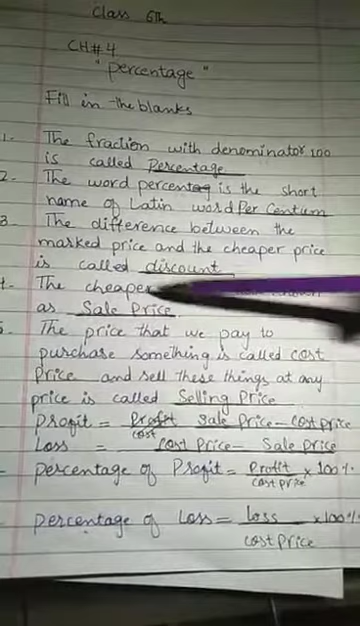 Class 6th
CH#4
"Percentage"
Fill in the blanks
1. The fraction with denominator 100
is called Percentage
2. The word percentag is the short
name of Latin word Per Centum
3. The difference between the
marked price and the cheaper price
is called discount
4. The cheaper
as Sale Price.
5. The price that we pay to
purchase something is called cost
Price and sell these things at any
price is called Selling Price
Profit = Profit Sale Price - cost price
Loss = cost Price - Sale price
percentage of Profit = Profit/cost price × 100%
percentage of Loss = Loss/cost price × 100%